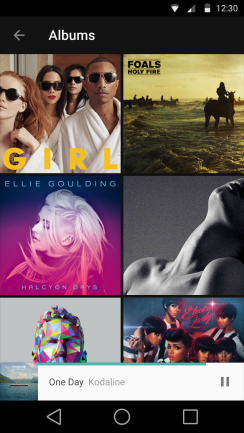 12:30
Albums
GIRL
FOALS
HOLY FIRE
ELLIE GOULDING
HALCYON DAYS
One Day Kodaline